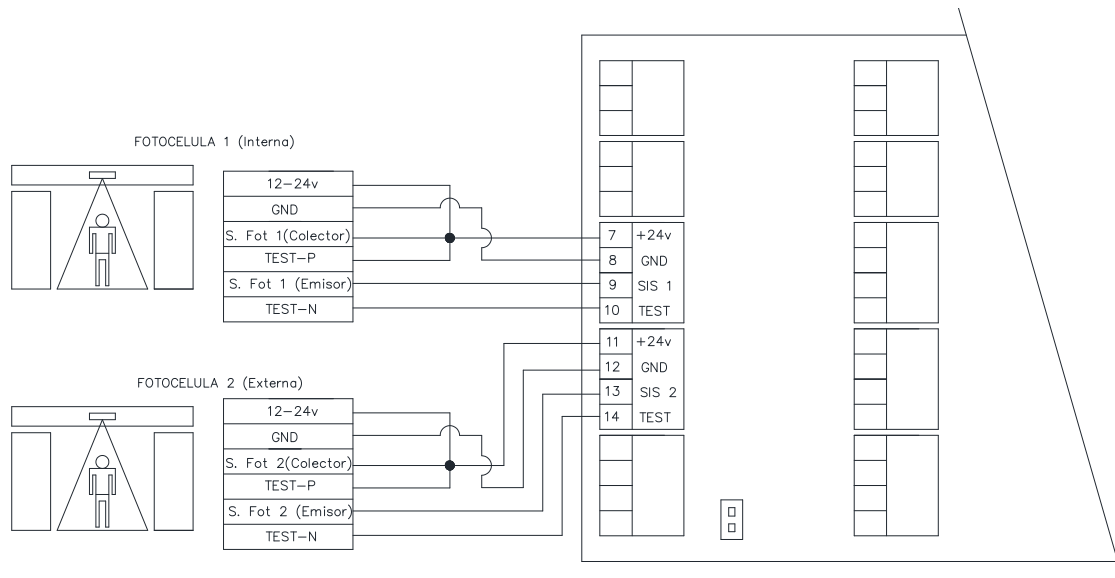 FOTOCELULA 1 (Interna)
12-24v
GND
S. Fot 1(Colector)
TEST-P
S. Fot 1 (Emisor)
TEST-N
7 +24v
8 GND
9 SIS 1
10 TEST
11 +24v
12 GND
13 SIS 2
14 TEST
FOTOCELULA 2 (Externa)
12-24v
GND
S. Fot 2(Colector)
TEST-P
S. Fot 2 (Emisor)
TEST-N